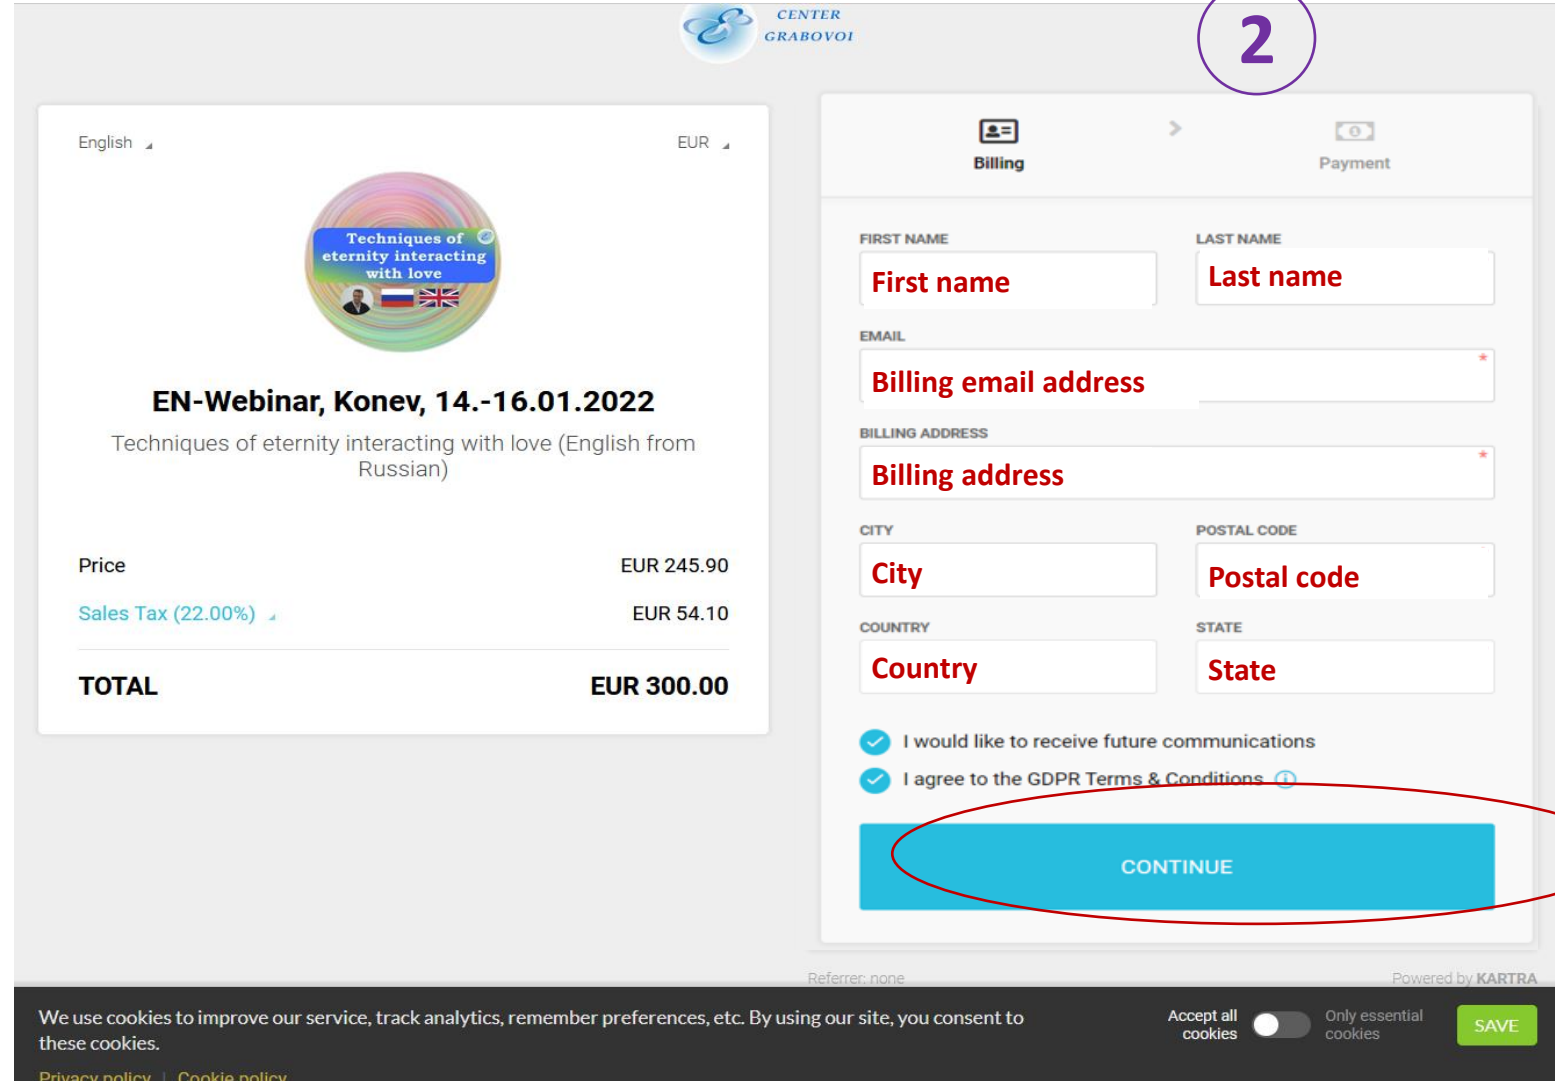 CENTER
GRABOVOI
2
English
EUR
Techniques of
eternity interacting
with love
EN-Webinar, Konev, 14.-16.01.2022
Techniques of eternity interacting with love (English from
Russian)
Price EUR 245.90
Sales Tax (22.00%) EUR 54.10
TOTAL EUR 300.00
Billing
Payment
FIRST NAME LAST NAME
First name Last name
EMAIL
Billing email address *
BILLING ADDRESS
Billing address *
CITY POSTAL CODE
City Postal code
COUNTRY STATE
Country State
I would like to receive future communications
I agree to the GDPR Terms & Conditions
CONTINUE
Referrer: none Powered by KARTRA
We use cookies to improve our service, track analytics, remember preferences, etc. By using our site, you consent to
these cookies.
Privacy policy | Cookie policy
Accept all
cookies
Only essential
cookies
SAVE